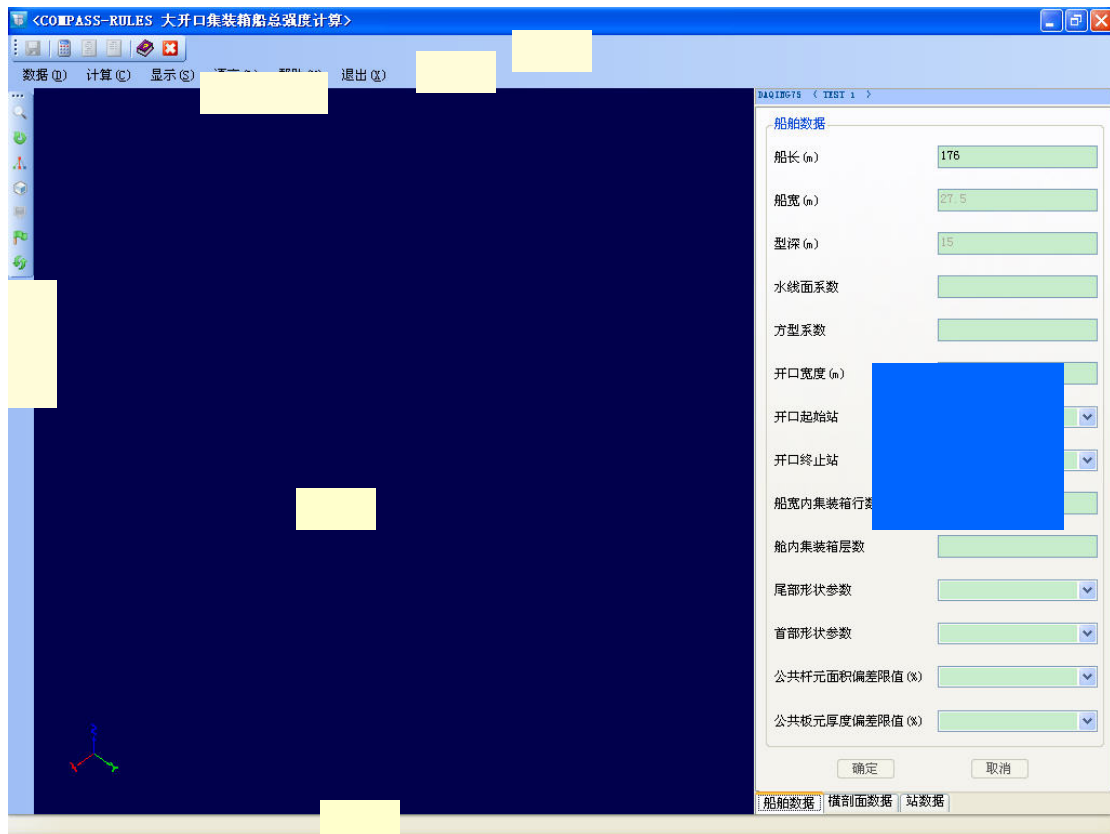 <COMPASS-RULES 大开口集装箱船总强度计算>
数据(D) 计算(C) 显示(S) 退出(X)
DAQING75 ( TEST 1 )
船舶数据
船长(m) 176
船宽(m) 27.5
型深(m) 15
水线面系数
方型系数
开口宽度(m)
开口起始站
开口终止站
船宽内集装箱行数
舱内集装箱层数
尾部形状参数
首部形状参数
公共杆元面积偏差限值(%)
公共板元厚度偏差限值(%)
确定 取消
船舶数据 横剖面数据 站数据